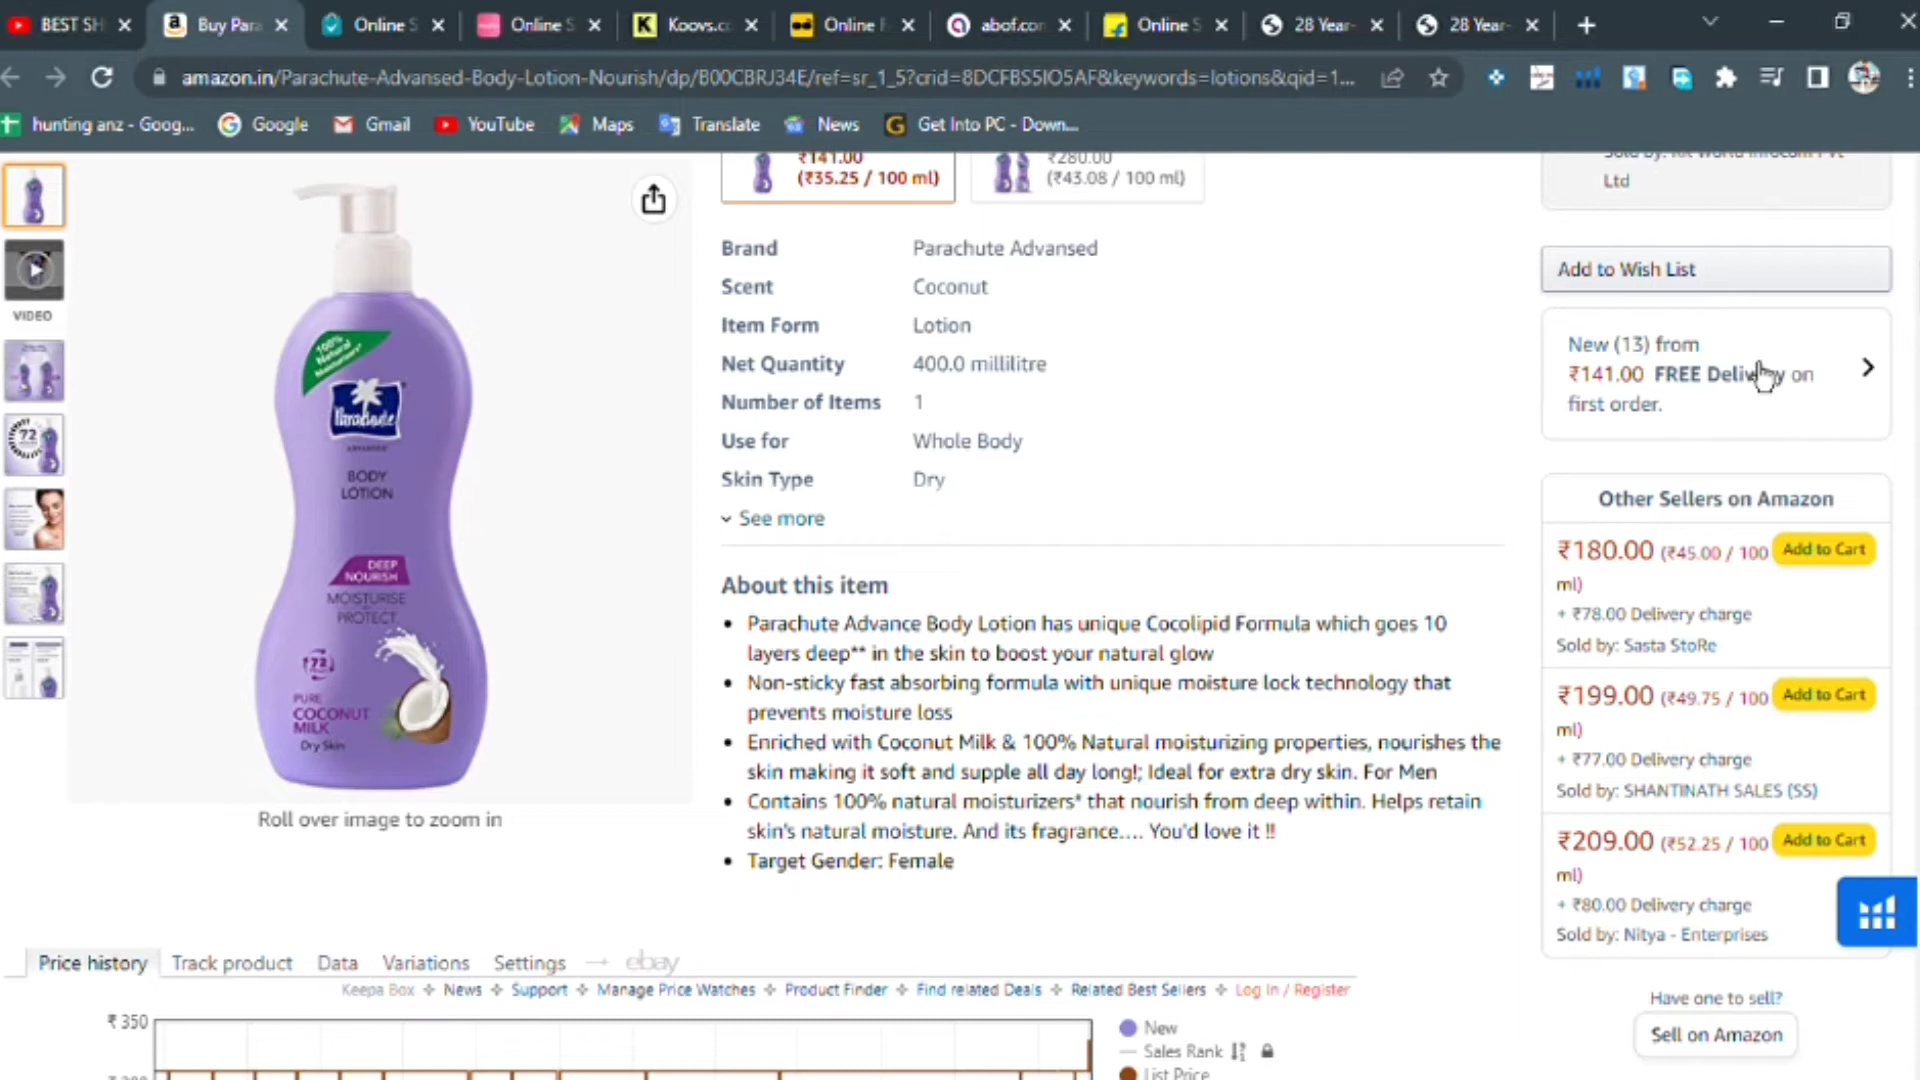 BEST SH
Buy Para
Online S
Online S
Koovs.c
Online F
abof.con
Online S
28 Year-
28 Year-
amazon.in/Parachute-Advansed-Body-Lotion-Nourish/dp/B00CBRJ34E/ref=sr_1_5?crid=8DCFBS5IO5AF&keywords=lotions&qid=1...
hunting anz - Goog...
Google
Gmail
YouTube
Maps
Translate
News
Get Into PC - Down...
VIDEO
72
100%
Natural
Parachute
ADVANSED
BODY
LOTION
DEEP
NOURISH
MOISTURISE
PROTECT
72
PURE
COCONUT
MILK
Dry Skin
Roll over image to zoom in
₹141.00
(₹35.25 / 100 ml)
₹280.00
(₹43.08 / 100 ml)
Brand Parachute Advansed
Scent Coconut
Item Form Lotion
Net Quantity 400.0 millilitre
Number of Items 1
Use for Whole Body
Skin Type Dry
See more
About this item
• Parachute Advance Body Lotion has unique Cocolipid Formula which goes 10
layers deep** in the skin to boost your natural glow
• Non-sticky fast absorbing formula with unique moisture lock technology that
prevents moisture loss
• Enriched with Coconut Milk & 100% Natural moisturizing properties, nourishes the
skin making it soft and supple all day long!; Ideal for extra dry skin. For Men
• Contains 100% natural moisturizers* that nourish from deep within. Helps retain
skin's natural moisture. And its fragrance.... You'd love it !!
• Target Gender: Female
Sold by:
Ltd
Add to Wish List
New (13) from
₹141.00 FREE Delivery on
first order.
Other Sellers on Amazon
₹180.00 (₹45.00 / 100
ml)
Add to Cart
+ ₹78.00 Delivery charge
Sold by: Sasta StoRe
₹199.00 (₹49.75 / 100
ml)
Add to Cart
+ ₹77.00 Delivery charge
Sold by: SHANTINATH SALES (SS)
₹209.00 (₹52.25 / 100
ml)
Add to Cart
+ ₹80.00 Delivery charge
Sold by: Nitya - Enterprises
Have one to sell?
Sell on Amazon
Price history Track product Data Variations Settings → ebay
Keepa Box ✧ News ✧ Support ✧ Manage Price Watches ✧ Product Finder ✧ Find related Deals ✧ Related Best Sellers ✧ Log In / Register
₹ 350
New
Sales Rank
List Price